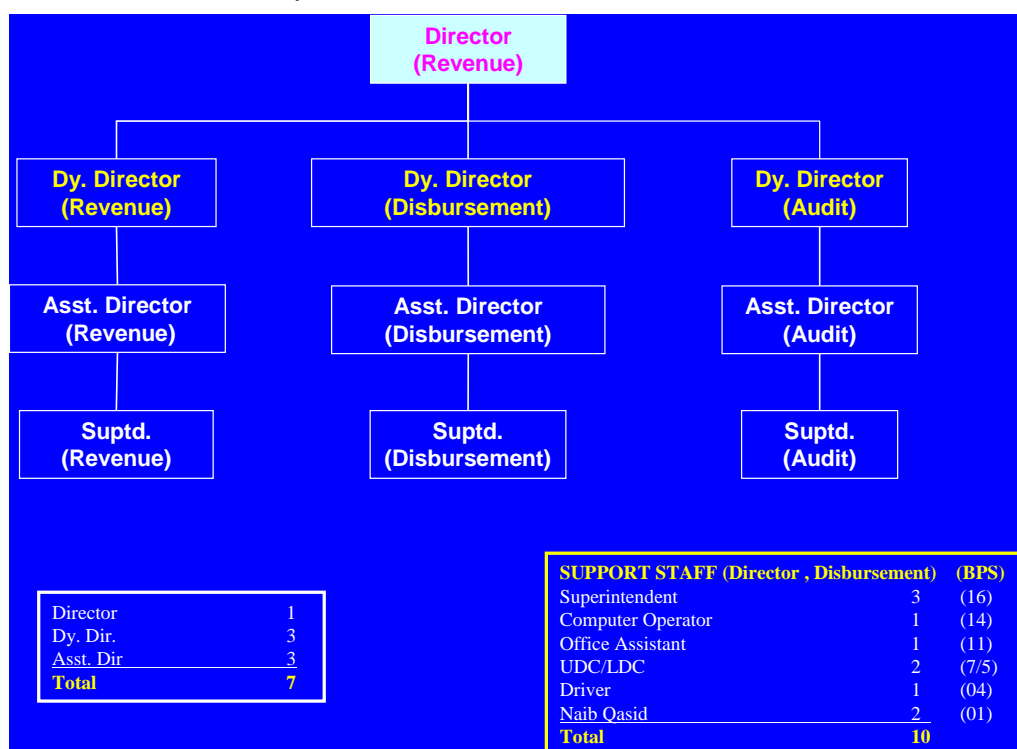 Director
(Revenue)
Dy. Director
(Revenue)
Dy. Director
(Disbursement)
Dy. Director
(Audit)
Asst. Director
(Revenue)
Asst. Director
(Disbursement)
Asst. Director
(Audit)
Suptd.
(Revenue)
Suptd.
(Disbursement)
Suptd.
(Audit)
Director 1
Dy. Dir. 3
Asst. Dir 3
Total 7
SUPPORT STAFF (Director , Disbursement) (BPS)
Superintendent 3 (16)
Computer Operator 1 (14)
Office Assistant 1 (11)
UDC/LDC 2 (7/5)
Driver 1 (04)
Naib Qasid 2 (01)
Total 10